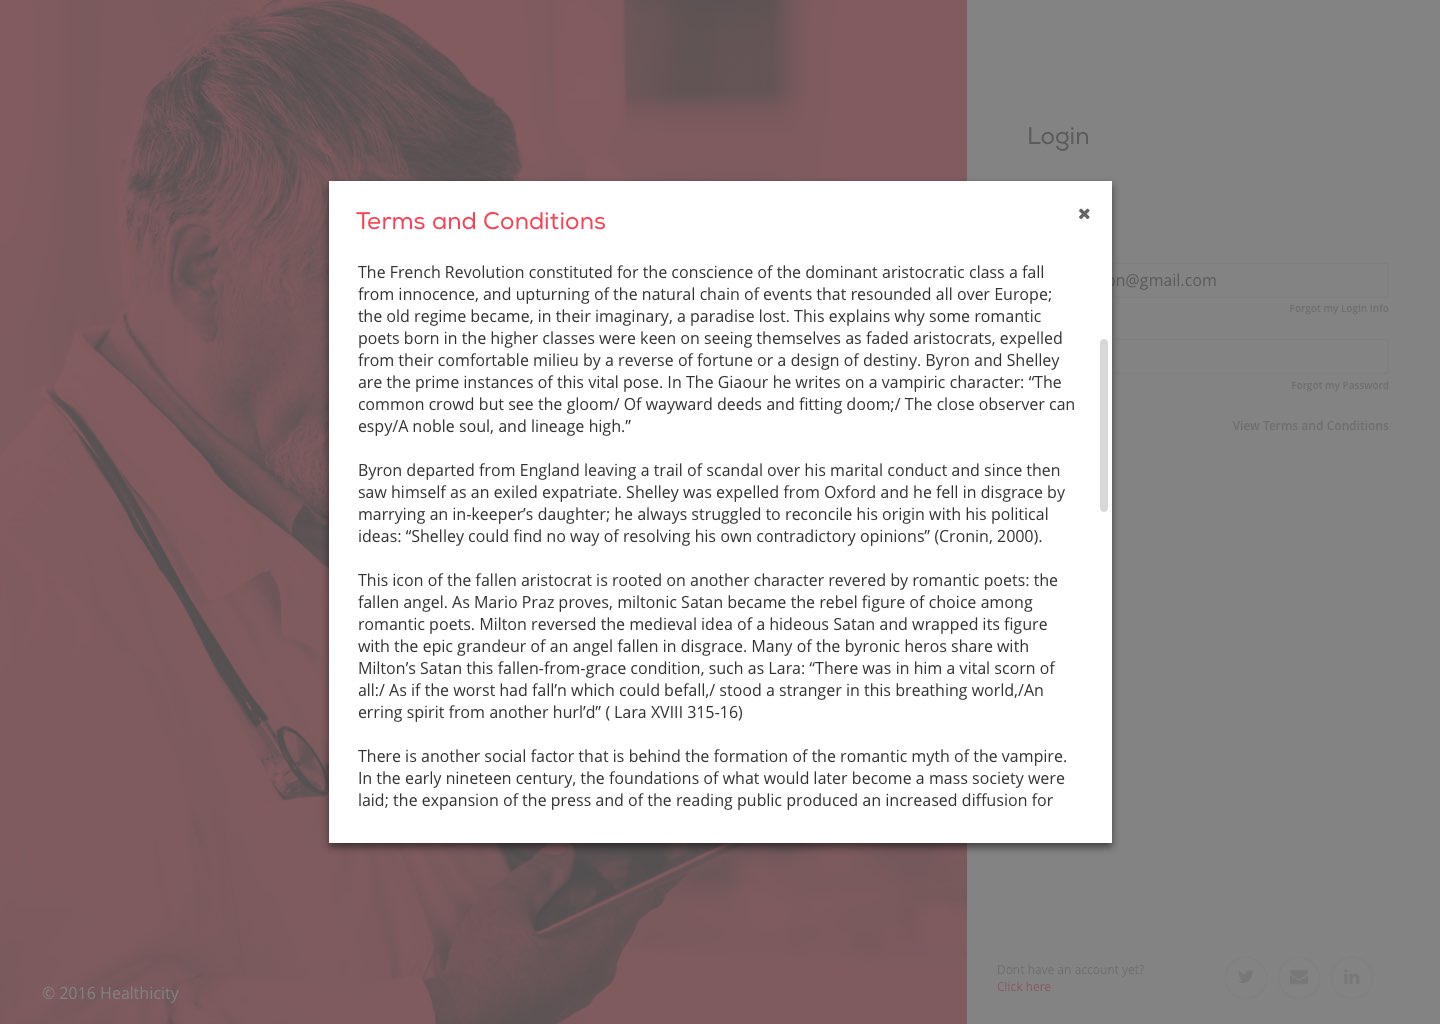 Login
Terms and Conditions
The French Revolution constituted for the conscience of the dominant aristocratic class a fall
from innocence, and upturning of the natural chain of events that resounded all over Europe;
the old regime became, in their imaginary, a paradise lost. This explains why some romantic
poets born in the higher classes were keen on seeing themselves as faded aristocrats, expelled
from their comfortable milieu by a reverse of fortune or a design of destiny. Byron and Shelley
are the prime instances of this vital pose. In The Giaour he writes on a vampiric character: “The
common crowd but see the gloom/ Of wayward deeds and fitting doom;/ The close observer can
espy/A noble soul, and lineage high.”
Byron departed from England leaving a trail of scandal over his marital conduct and since then
saw himself as an exiled expatriate. Shelley was expelled from Oxford and he fell in disgrace by
marrying an in-keeper’s daughter; he always struggled to reconcile his origin with his political
ideas: “Shelley could find no way of resolving his own contradictory opinions” (Cronin, 2000).
This icon of the fallen aristocrat is rooted on another character revered by romantic poets: the
fallen angel. As Mario Praz proves, miltonic Satan became the rebel figure of choice among
romantic poets. Milton reversed the medieval idea of a hideous Satan and wrapped its figure
with the epic grandeur of an angel fallen in disgrace. Many of the byronic heros share with
Milton’s Satan this fallen-from-grace condition, such as Lara: “There was in him a vital scorn of
all:/ As if the worst had fall’n which could befall,/ stood a stranger in this breathing world,/An
erring spirit from another hurl’d” ( Lara XVIII 315-16)
There is another social factor that is behind the formation of the romantic myth of the vampire.
In the early nineteen century, the foundations of what would later become a mass society were
laid; the expansion of the press and of the reading public produced an increased diffusion for
on@gmail.com
Forgot my Login Info
Forgot my Password
View Terms and Conditions
Dont have an account yet?
Click here
© 2016 Healthicity